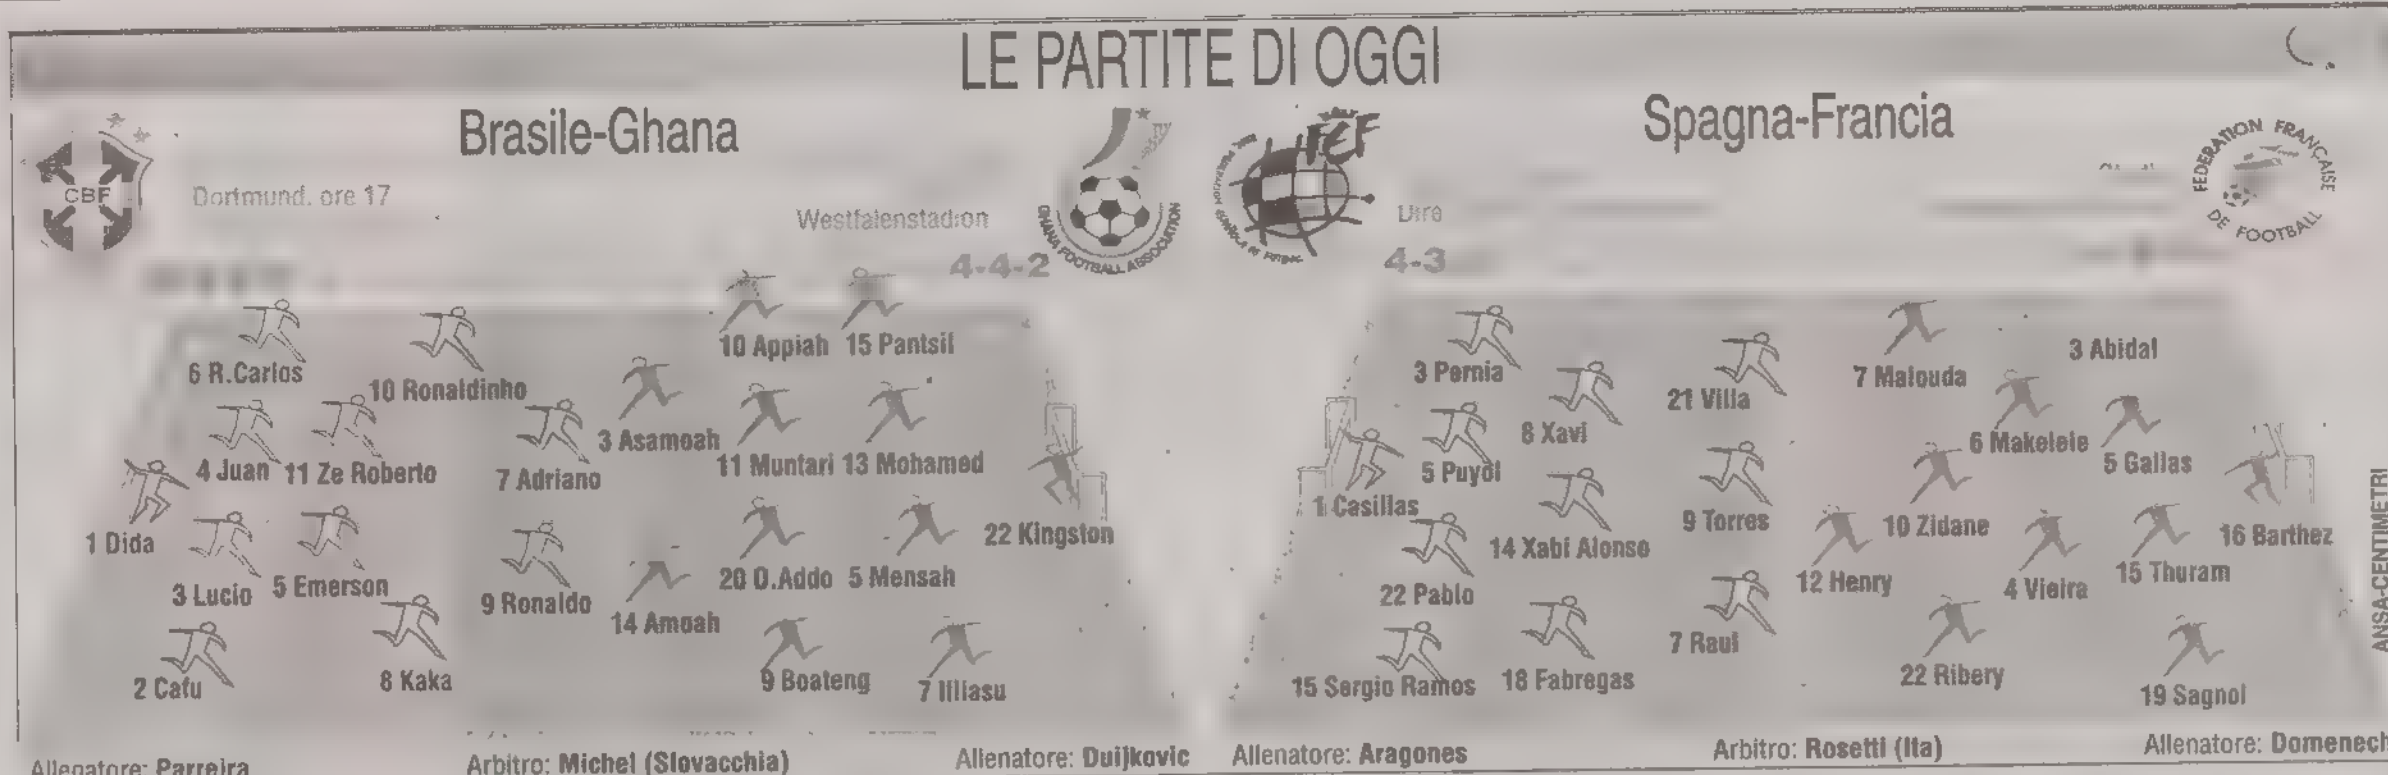 LE PARTITE DI OGGI
Brasile-Ghana
CBF
Dortmund, ore 17
Westfalenstadion
4-4-2
GHANA FOOTBALL ASSOCIATION
6 R.Carlos
10 Ronaldinho
10 Appiah
15 Pantsil
4 Juan
11 Ze Roberto
7 Adriano
3 Asamoah
11 Muntari
13 Mohamed
1 Dida
22 Kingston
3 Lucio
5 Emerson
9 Ronaldo
14 Amoah
20 O.Addo
5 Mensah
2 Cafu
8 Kaka
9 Boateng
7 Illiasu
Allenatore: Parreira
Arbitro: Michel (Slovacchia)
Allenatore: Duijkovic
Spagna-Francia
4-3
FEDERATION FRANÇAISE
DE FOOTBALL
3 Pernia
8 Xavi
21 Villa
7 Malouda
3 Abidal
5 Puyol
6 Makelele
5 Gallas
1 Casillas
14 Xabi Alonso
9 Torres
10 Zidane
16 Barthez
22 Pablo
12 Henry
4 Vieira
15 Thuram
15 Sergio Ramos
18 Fabregas
7 Raul
22 Ribery
19 Sagnol
Allenatore: Aragones
Arbitro: Rosetti (Ita)
Allenatore: Domenech
ANSA-CENTIMETRI